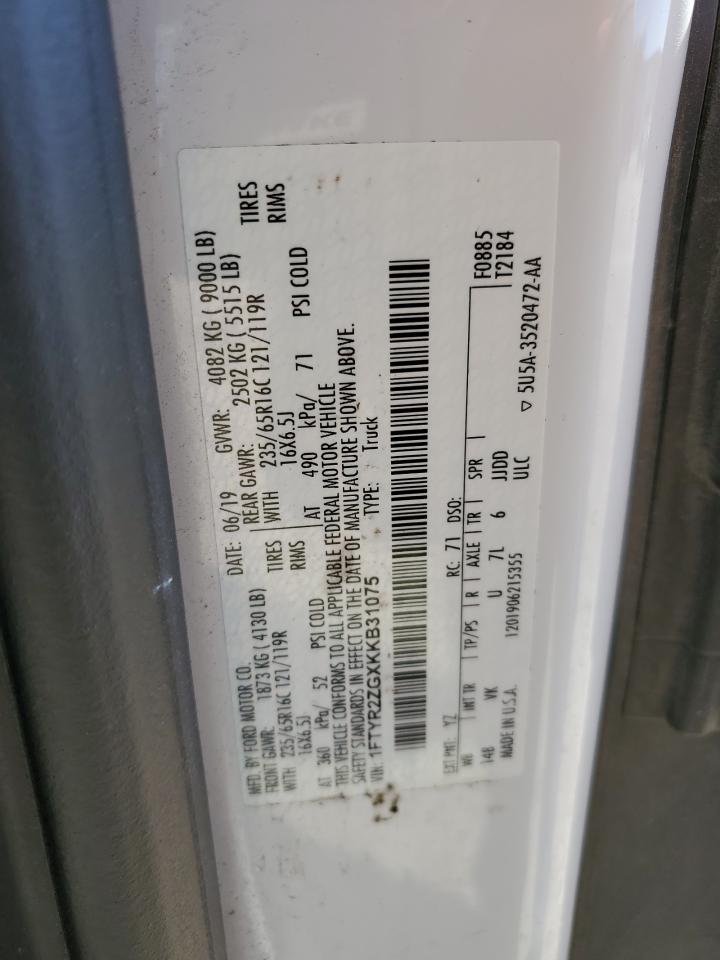 MFD. BY FORD MOTOR CO.
DATE: 06/19 GVWR: 4082 KG ( 9000 LB)
FRONT GAWR: 1873 KG (4130 LB) REAR GAWR: 2502 KG ( 5515 LB)
WITH 235/65R16C 121/119R TIRES WITH 235/65R16C 121/119R TIRES
16X6.5J RIMS 16X6.5J RIMS
AT 360 kPa/ 52 PSI COLD AT 490 kPa/ 71 PSI COLD
THIS VEHICLE CONFORMS TO ALL APPLICABLE FEDERAL MOTOR VEHICLE
SAFETY STANDARDS IN EFFECT ON THE DATE OF MANUFACTURE SHOWN ABOVE.
VIN: 1FTYR2ZGXKKB31075 TYPE: Truck
EXT PNT: YZ RC: 71 DSO: F0885
WB INT TR TP/PS R AXLE TR SPR T2184
148 VK U 7L 6 JJDD
MADE IN U.S.A. 1201906215355 ULC
▽ 5U5A-3520472-AA